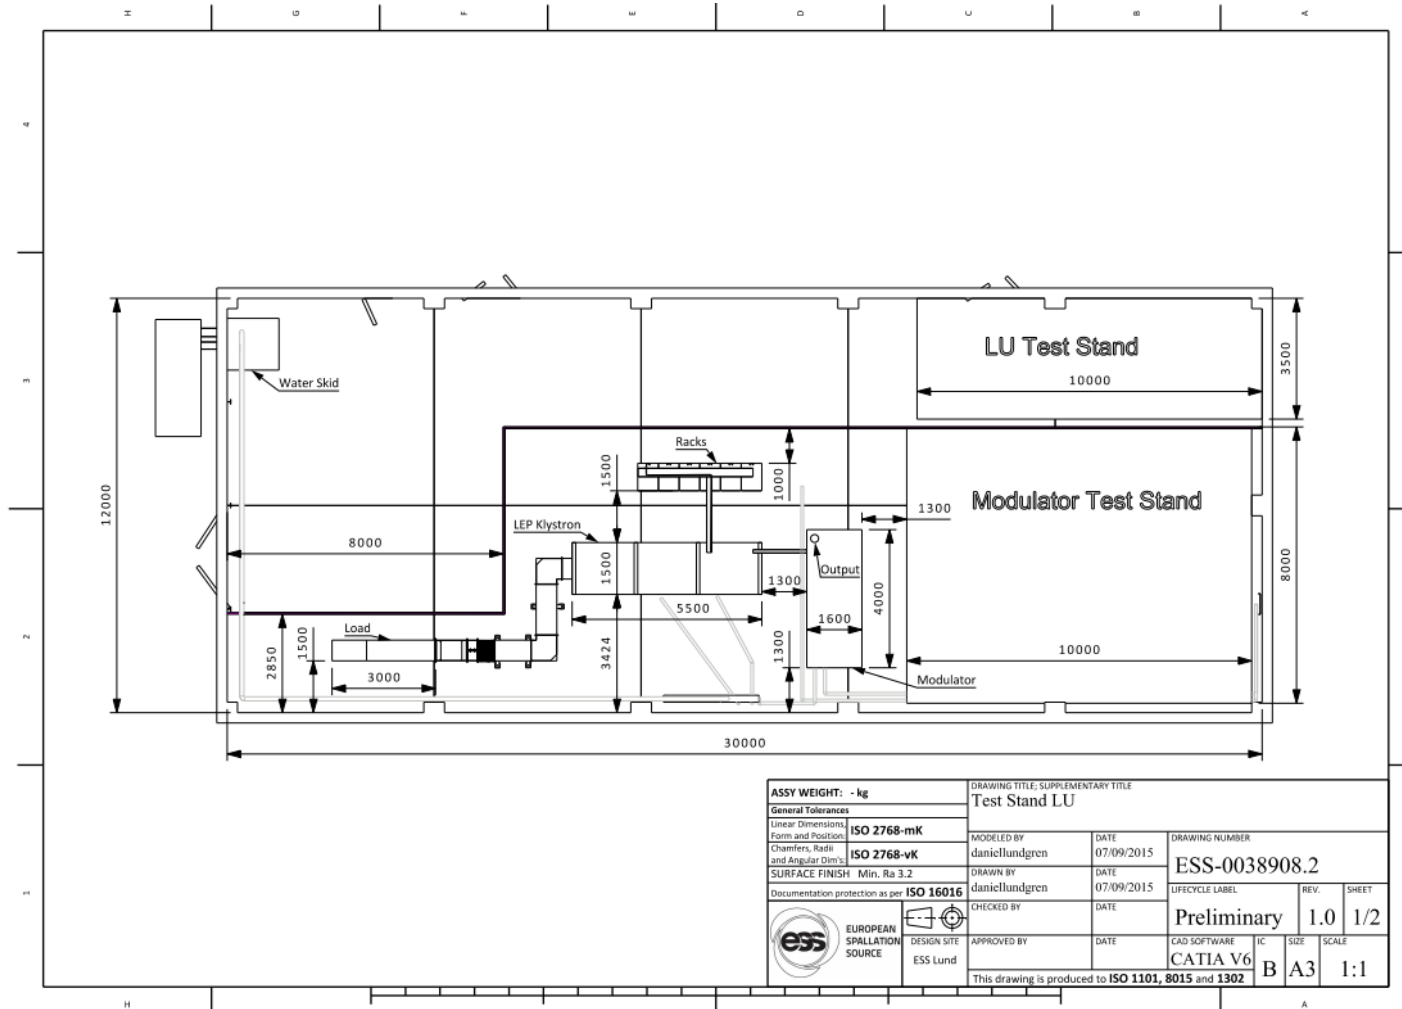 H G F E D C B A
4
3
2
1
12000
Water Skid
LU Test Stand
10000
3500
Racks
1500
1000
Modulator Test Stand
1300
LEP Klystron
8000
1500
Output
1300
5500
1600
4000
8000
Load
2850
1500
3424
1300
10000
3000
Modulator
30000
ASSY WEIGHT: - kg
General Tolerances
Linear Dimensions, Form and Position: ISO 2768-mK
Chamfers, Radii and Angular Dim's: ISO 2768-vK
SURFACE FINISH Min. Ra 3.2
Documentation protection as per ISO 16016
ess
EUROPEAN
SPALLATION
SOURCE
DESIGN SITE
ESS Lund
DRAWING TITLE; SUPPLEMENTARY TITLE
Test Stand LU
MODELED BY
daniellundgren
DATE
07/09/2015
DRAWN BY
daniellundgren
DATE
07/09/2015
CHECKED BY
DATE
APPROVED BY
DATE
DRAWING NUMBER
ESS-0038908.2
LIFECYCLE LABEL
Preliminary
REV.
1.0
SHEET
1/2
CAD SOFTWARE
CATIA V6
IC
B
SIZE
A3
SCALE
1:1
This drawing is produced to ISO 1101, 8015 and 1302
H A